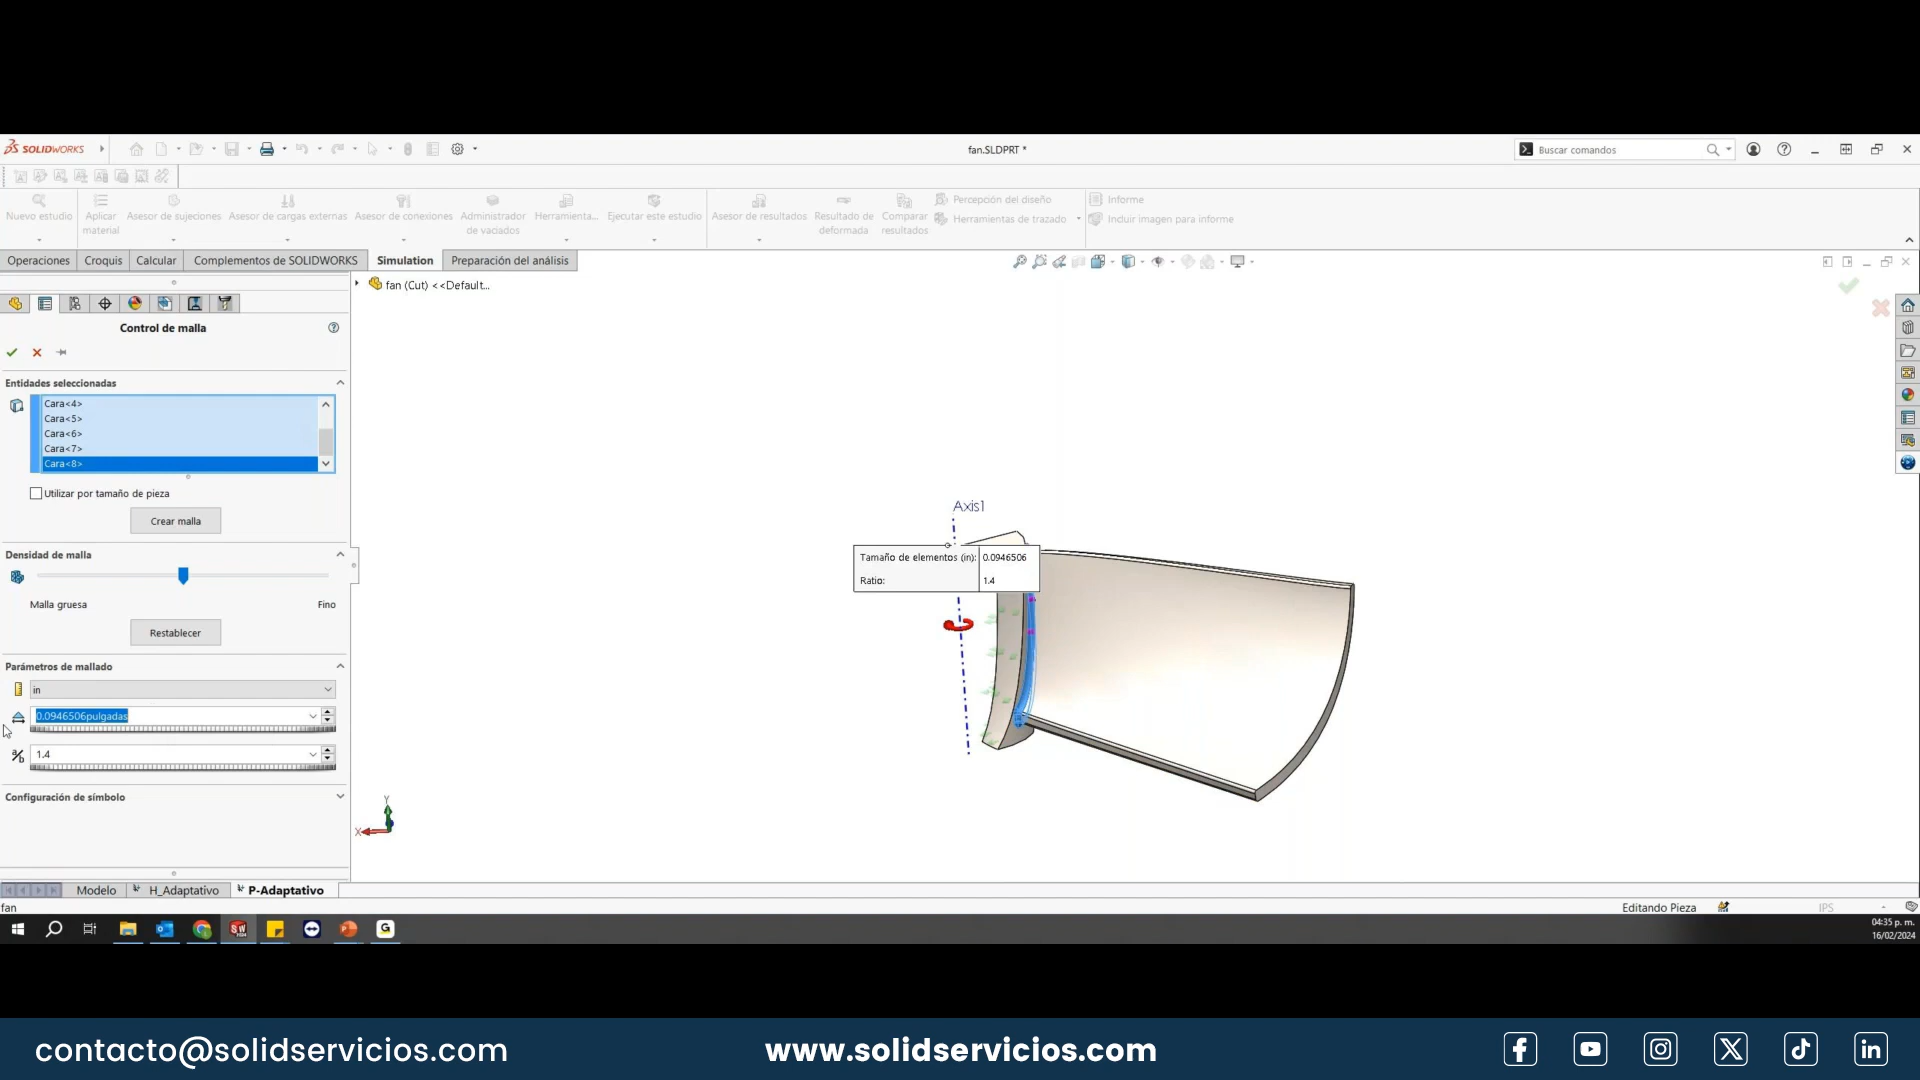 SOLIDWORKS
fan.SLDPRT *
Buscar comandos
Nuevo estudio
Aplicar material
Asesor de sujeciones
Asesor de cargas externas
Asesor de conexiones
Administrador de vaciados
Herramienta...
Ejecutar este estudio
Asesor de resultados
Resultado de deformada
Comparar resultados
Percepción del diseño
Herramientas de trazado
Informe
Incluir imagen para informe
Operaciones
Croquis
Calcular
Complementos de SOLIDWORKS
Simulation
Preparación del análisis
fan (Cut) <<Default...
Control de malla
Entidades seleccionadas
Cara<4>
Cara<5>
Cara<6>
Cara<7>
Cara<8>
Utilizar por tamaño de pieza
Crear malla
Densidad de malla
Malla gruesa
Fino
Restablecer
Parámetros de mallado
in
0.0946506pulgadas
1.4
Configuración de símbolo
Axis1
Tamaño de elementos (in): 0.0946506
Ratio: 1.4
Y
X
Modelo
H_Adaptativo
P-Adaptativo
fan
Editando Pieza
IPS
04:35 p. m.
16/02/2024
contacto@solidservicios.com
www.solidservicios.com